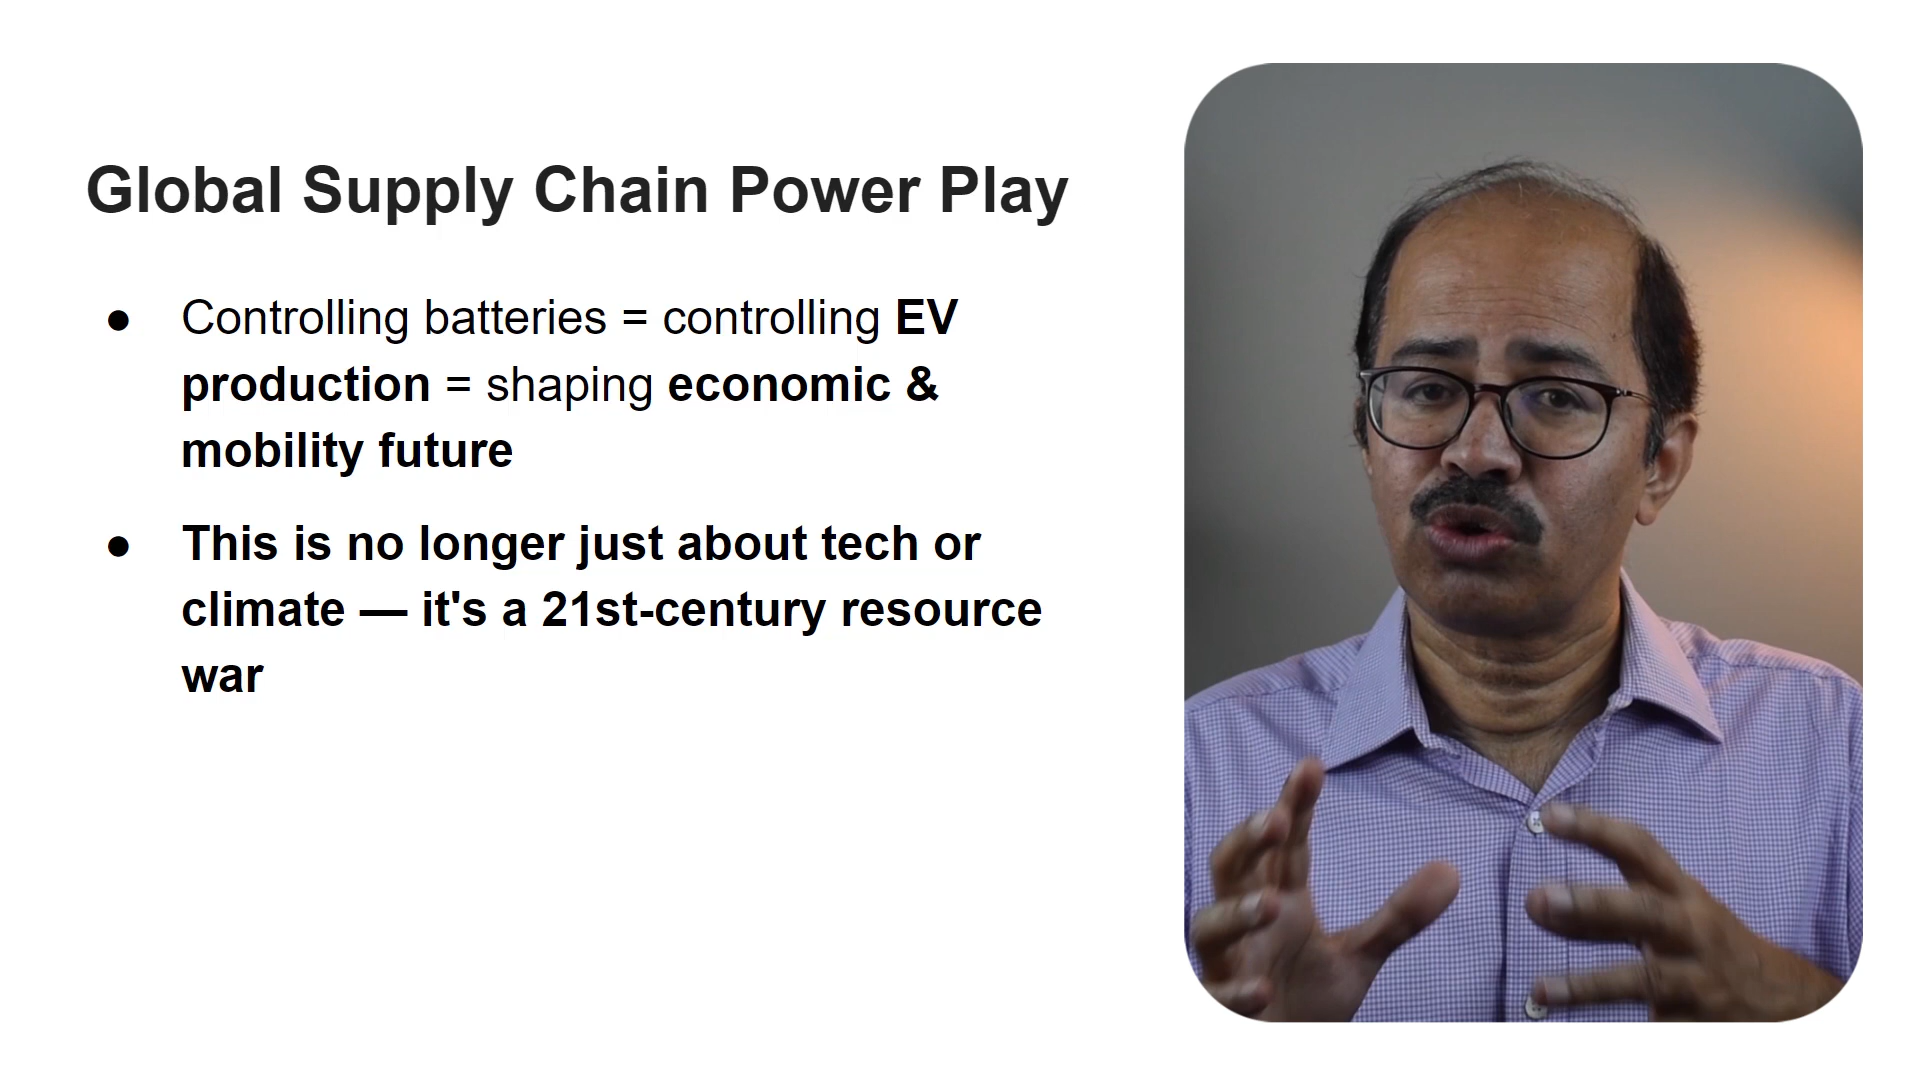 Global Supply Chain Power Play
● Controlling batteries = controlling EV
production = shaping economic &
mobility future
● This is no longer just about tech or
climate — it's a 21st-century resource
war